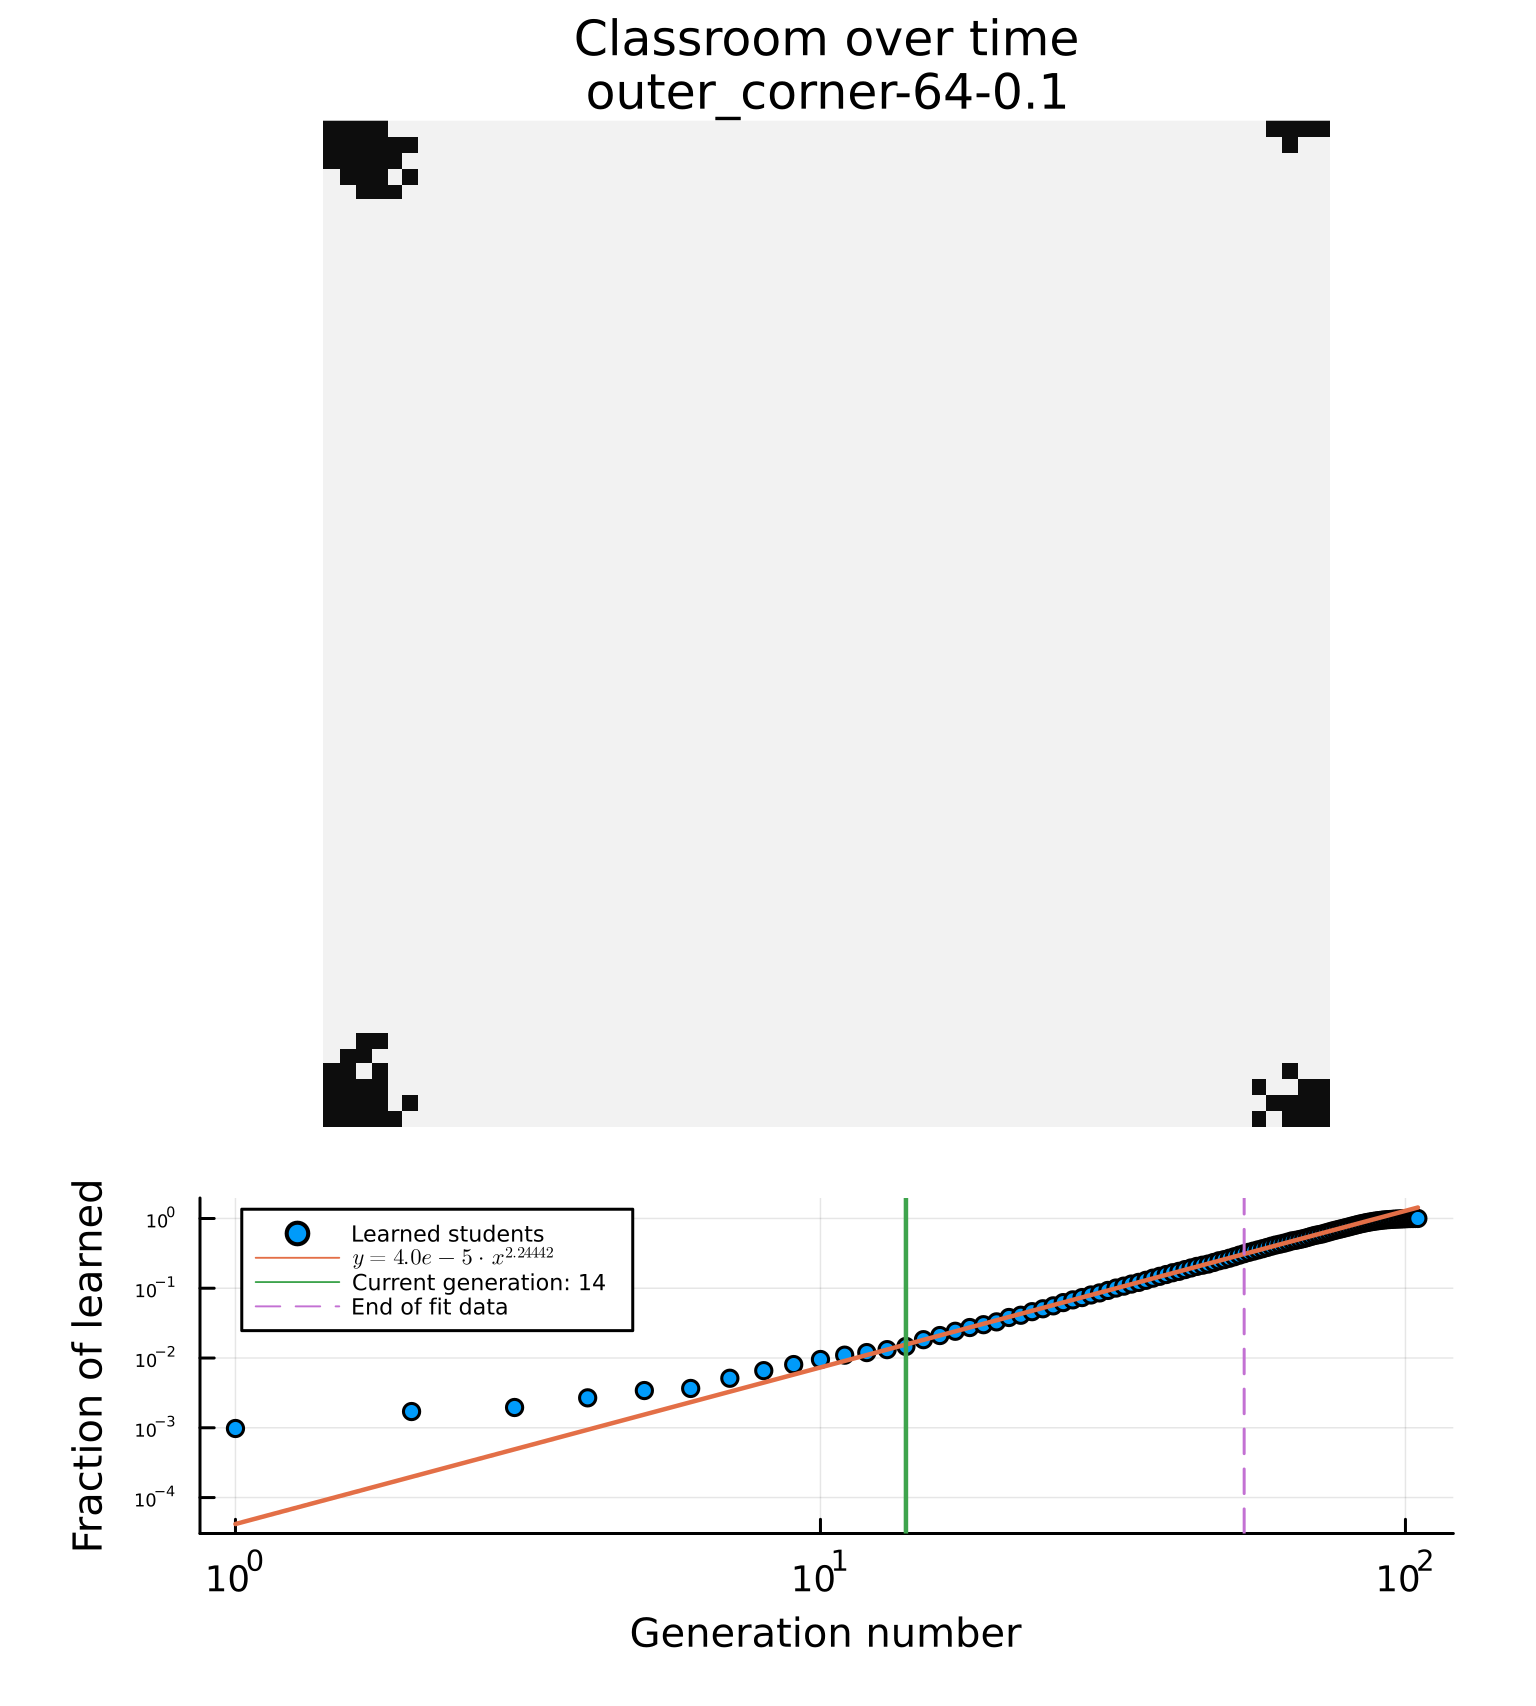 Classroom over time
outer_corner-64-0.1
Fraction of learned
10^0
10^-1
10^-2
10^-3
10^-4
Learned students
y = 4.0e − 5 · x^2.24442
Current generation: 14
End of fit data
10^0 10^1 10^2
Generation number